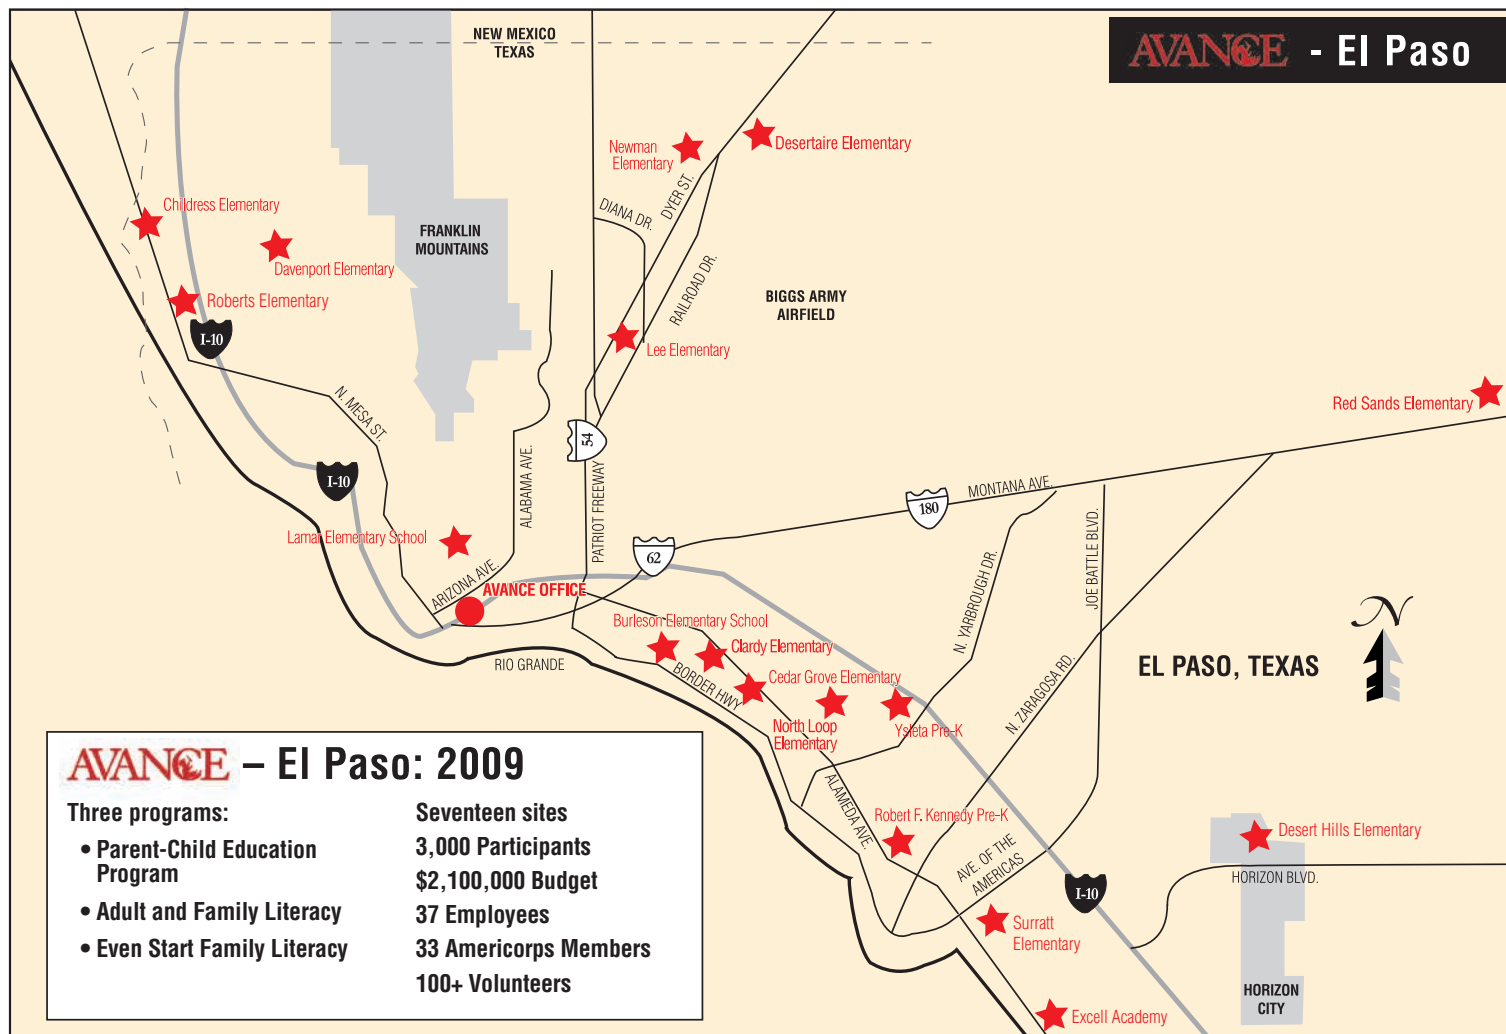 NEW MEXICO
TEXAS
AVANCE - El Paso
Newman
Elementary
Desertaire Elementary
DYER ST.
DIANA DR.
Childress Elementary
FRANKLIN
MOUNTAINS
Davenport Elementary
RAILROAD DR.
Roberts Elementary
BIGGS ARMY
AIRFIELD
I-10
Lee Elementary
N. MESA ST.
Red Sands Elementary
54
I-10
ALABAMA AVE.
PATRIOT FREEWAY
MONTANA AVE.
180
JOE BATTLE BLVD.
Lamar Elementary School
62
ARIZONA AVE.
AVANCE OFFICE
N. YARBROUGH DR.
N
Burleson Elementary School
Clardy Elementary
RIO GRANDE
BORDER HWY
Cedar Grove Elementary
N. ZARAGOSA RD.
EL PASO, TEXAS
North Loop
Elementary
Ysleta Pre-K
AVANCE – El Paso: 2009
Three programs:
• Parent-Child Education
Program
• Adult and Family Literacy
• Even Start Family Literacy
Seventeen sites
3,000 Participants
$2,100,000 Budget
37 Employees
33 Americorps Members
100+ Volunteers
ALAMEDA AVE.
Robert F. Kennedy Pre-K
Desert Hills Elementary
AVE. OF THE
AMERICAS
HORIZON BLVD.
I-10
Surratt
Elementary
HORIZON
CITY
Excell Academy